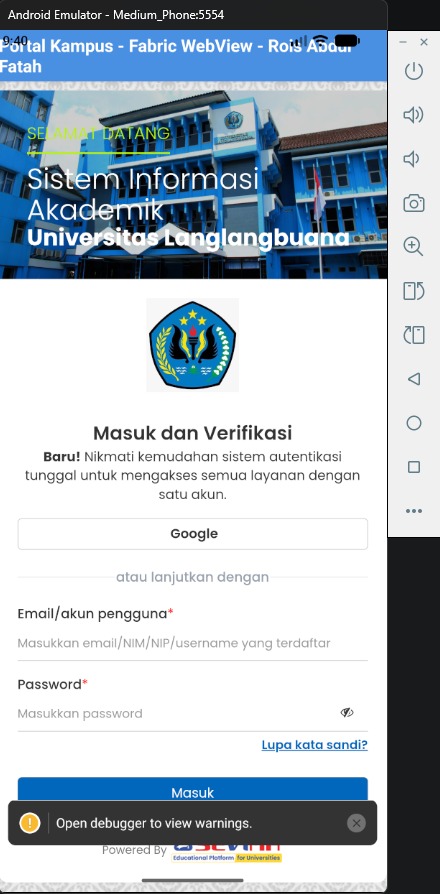 Android Emulator - Medium_Phone:5554
9:40
Portal Kampus - Fabric WebView - Rois Abdul
Fatah
SELAMAT DATANG
Sistem Informasi
Akademik
Universitas Langlangbuana
Masuk dan Verifikasi
Baru! Nikmati kemudahan sistem autentikasi
tunggal untuk mengakses semua layanan dengan
satu akun.
Google
atau lanjutkan dengan
Email/akun pengguna*
Masukkan email/NIM/NIP/username yang terdaftar
Password*
Masukkan password
Lupa kata sandi?
Masuk
Open debugger to view warnings.
Powered By
Educational Platform for Universities